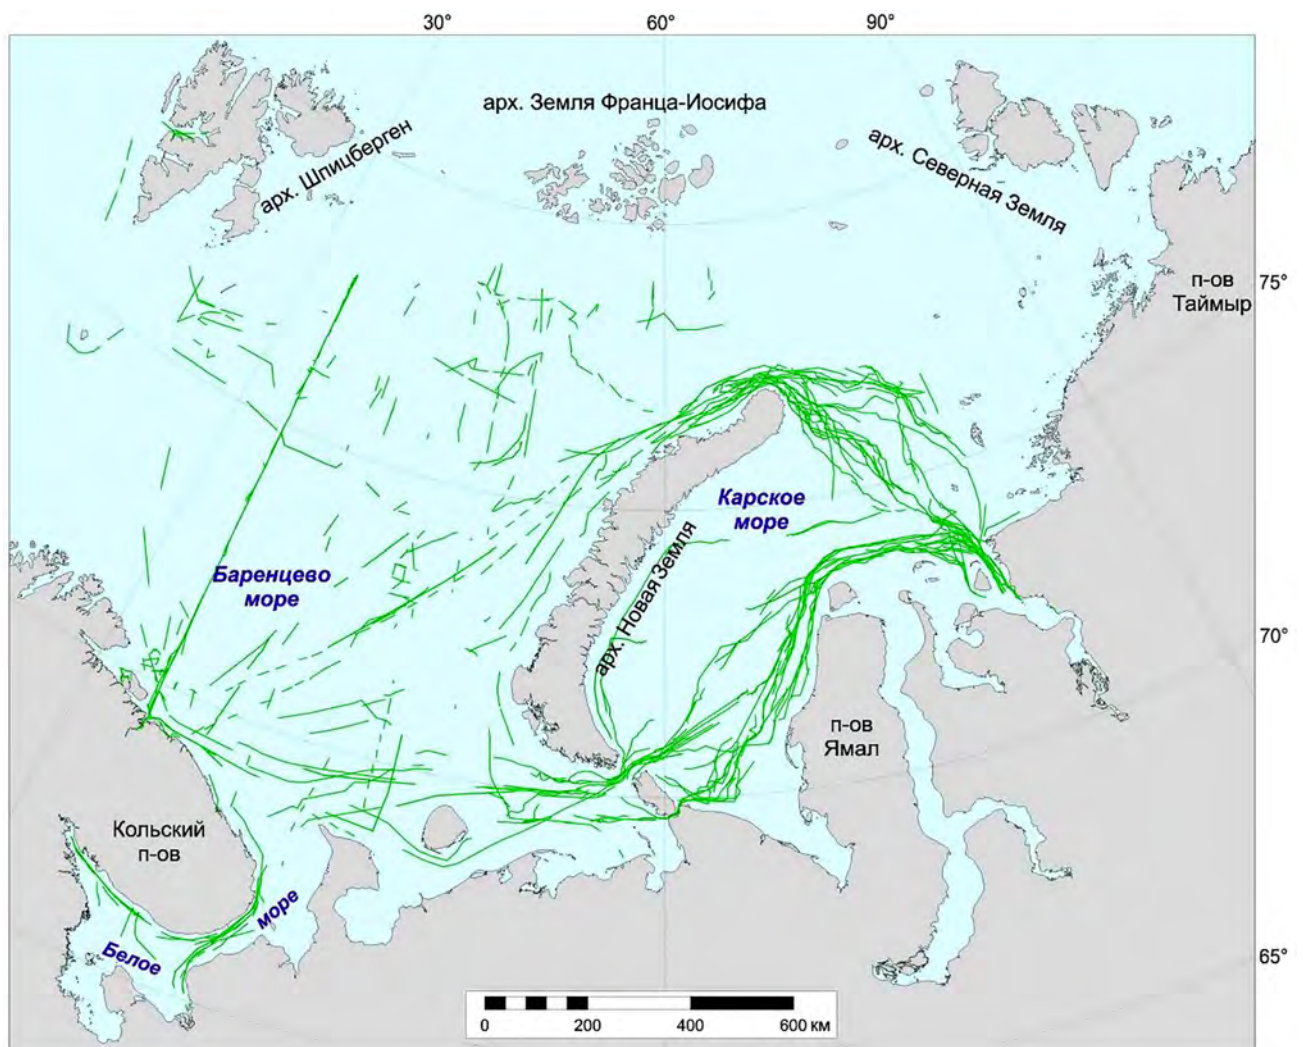 30°
60°
90°
арх. Земля Франца-Иосифа
арх. Шпицберген
арх. Северная Земля
п-ов
Таймыр
75°
Карское
море
Баренцево
море
арх. Новая Земля
70°
п-ов
Ямал
Кольский
п-ов
Белое
море
65°
0
200
400
600 км